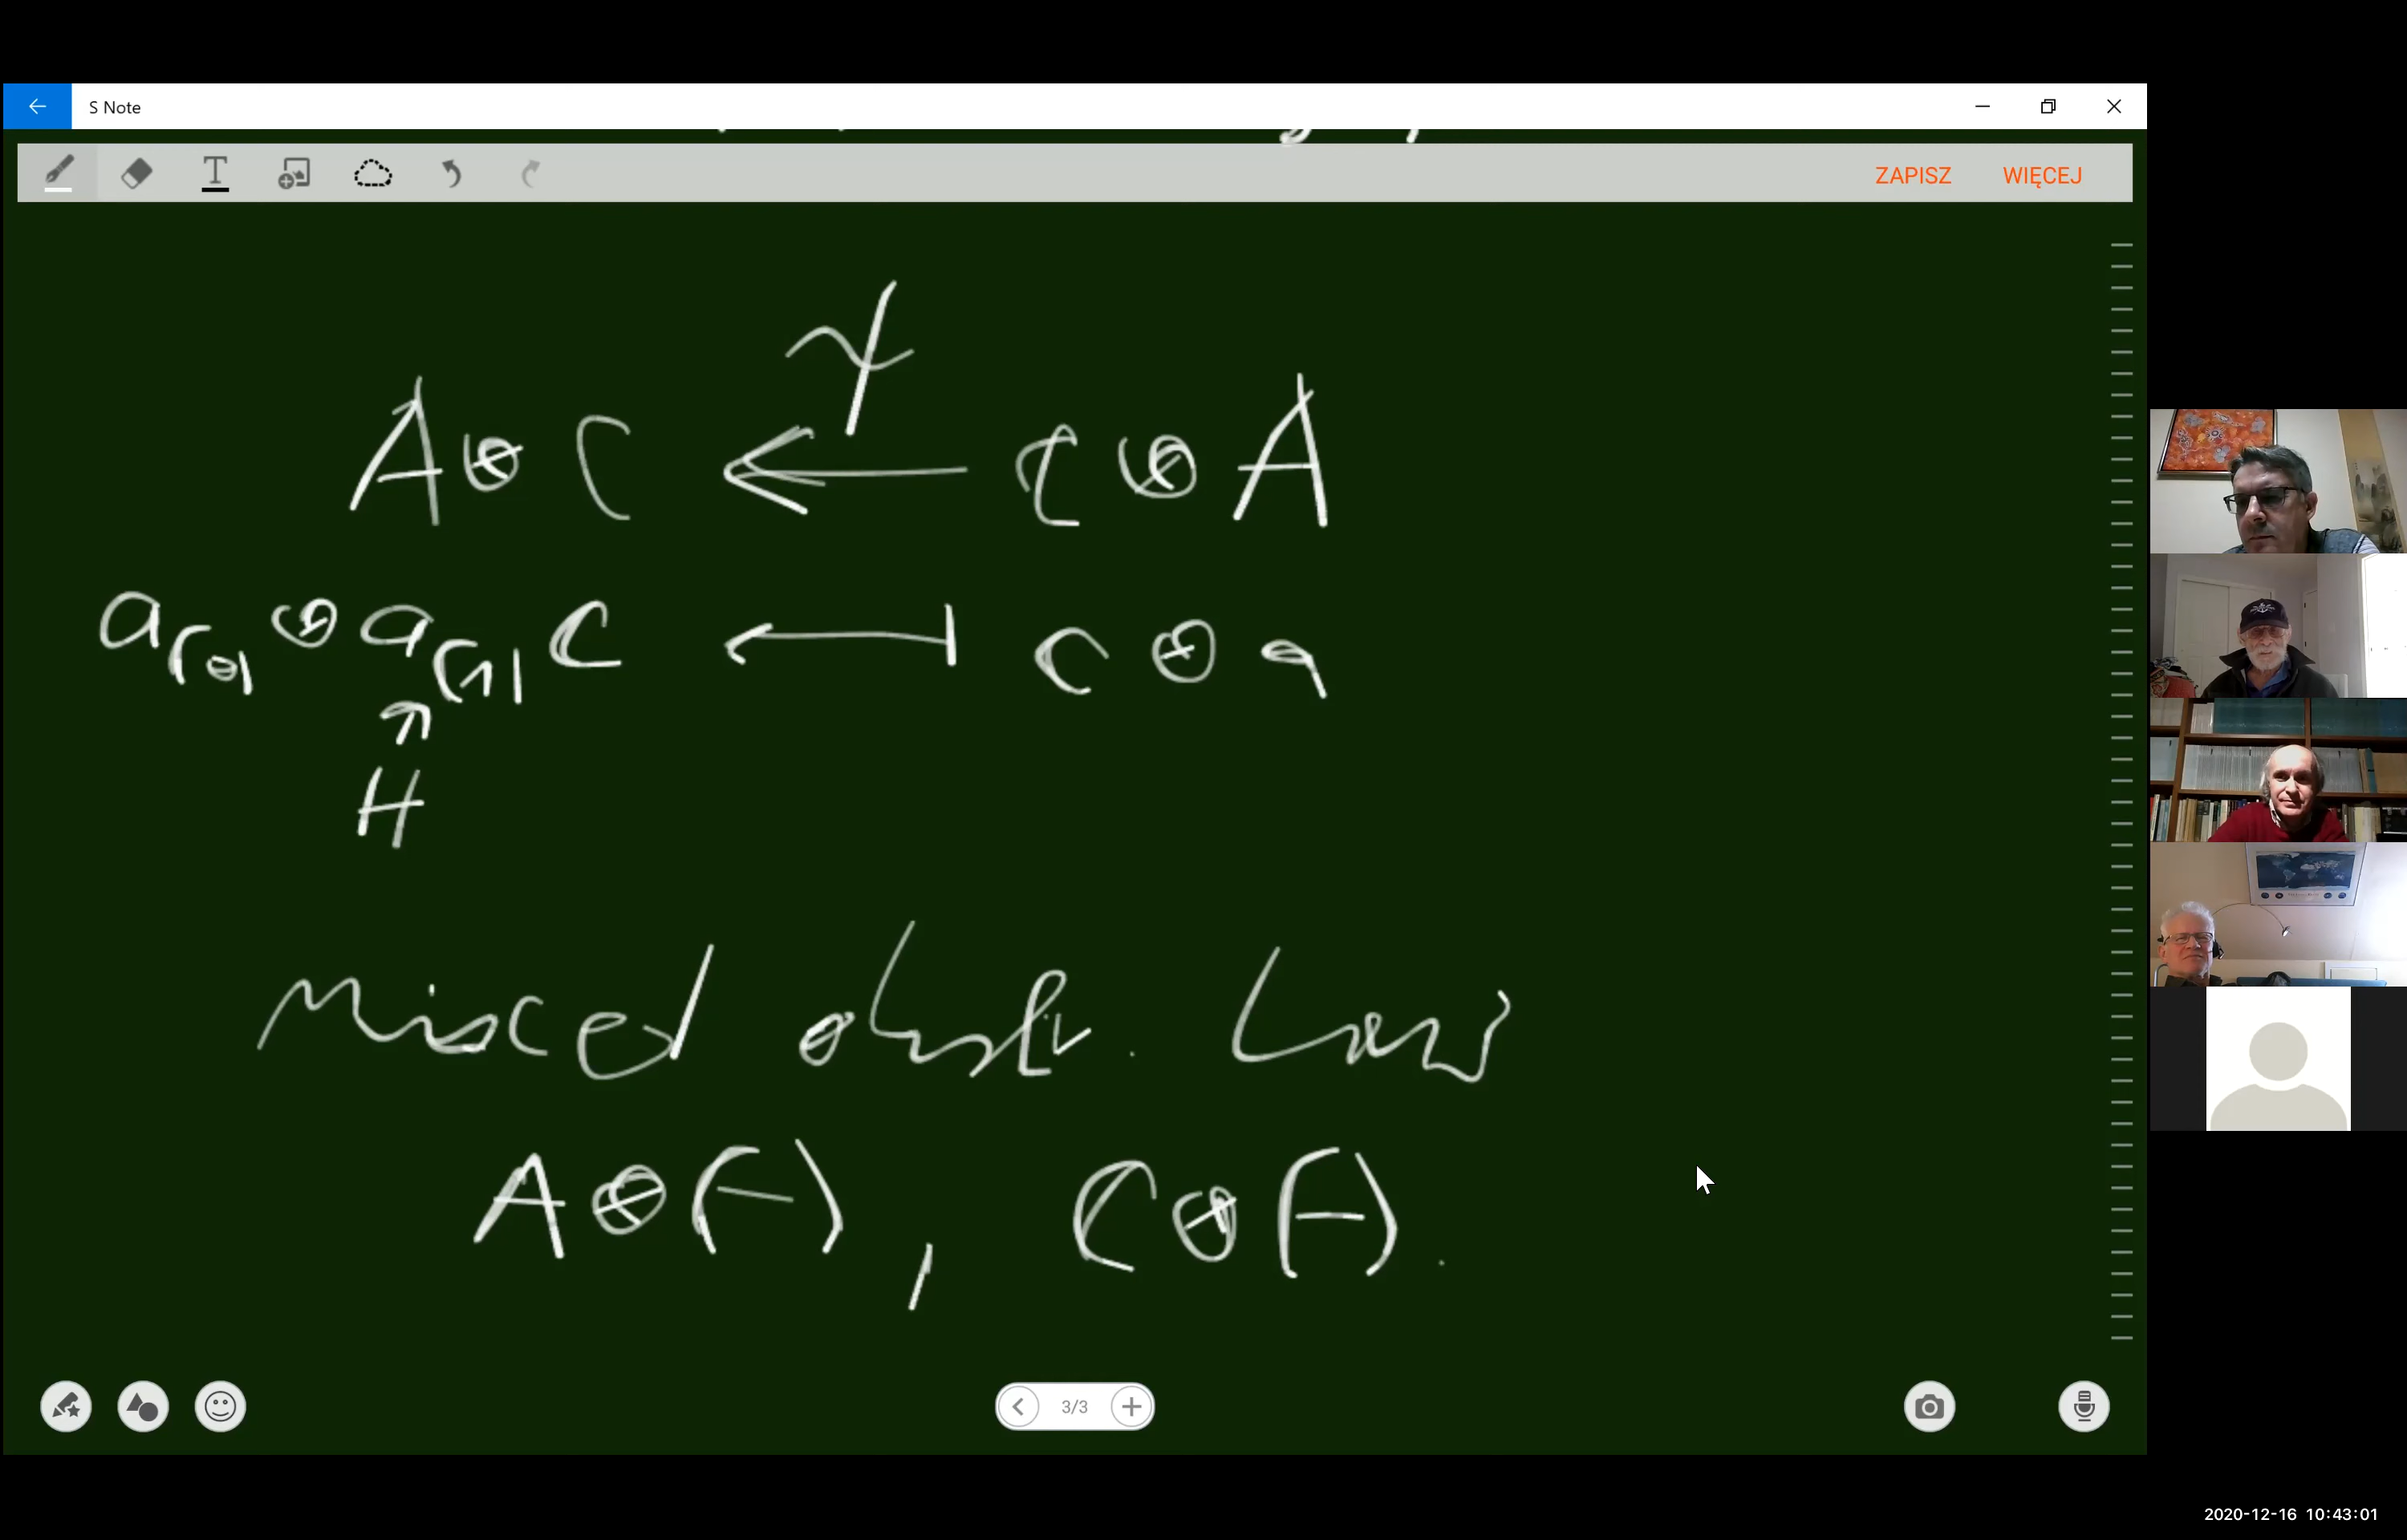 S Note
ZAPISZ WIĘCEJ
ψ
A ⊗ C ← C ⊗ A
a₍₀₎ ⊗ a₍₁₎ c ↤ c ⊗ a
↑
H
Mixed distr. law
A ⊗ (–) , C ⊗ (–) .
3/3
2020-12-16 10:43:01